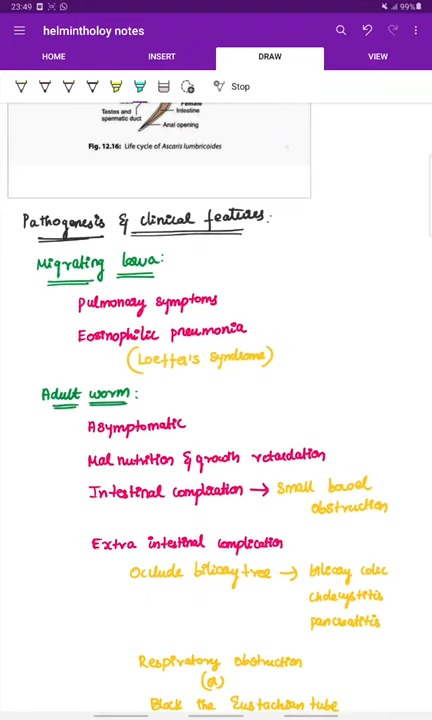 23:49
99%
helmintholoy notes
HOME INSERT DRAW VIEW
Stop
Testes and
spermatic duct
Female
Intestine
Anal opening
Fig. 12.16: Life cycle of Ascaris lumbricoides
Pathogenesis & clinical features:
Migrating larva:
Pulmonary symptoms
Eosinophilic pneumonia
(Loeffer's syndrome)
Adult worm:
Asymptomatic
Malnutrition & growth retardation
Intestinal complication → Small bowel
obstruction
Extra intestinal complication
Occlude biliary tree → biliary colic
cholecystitis
pancreatitis
Respiratory obstruction
(or)
Block the Eustachian tube